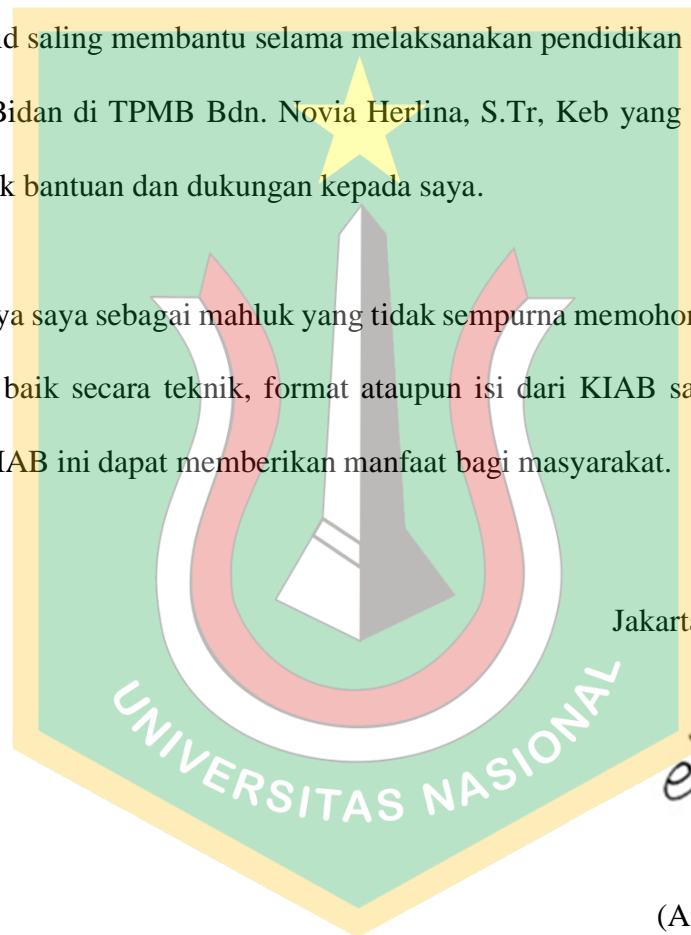 id saling membantu selama melaksanakan pendidikan
Bidan di TPMB Bdn. Novia Herlina, S.Tr, Keb yang
k bantuan dan dukungan kepada saya.
ya saya sebagai mahluk yang tidak sempurna memohon
baik secara teknik, format ataupun isi dari KIAB sa
IAB ini dapat memberikan manfaat bagi masyarakat.
Jakarta
UNIVERSITAS NASIONAL
(A